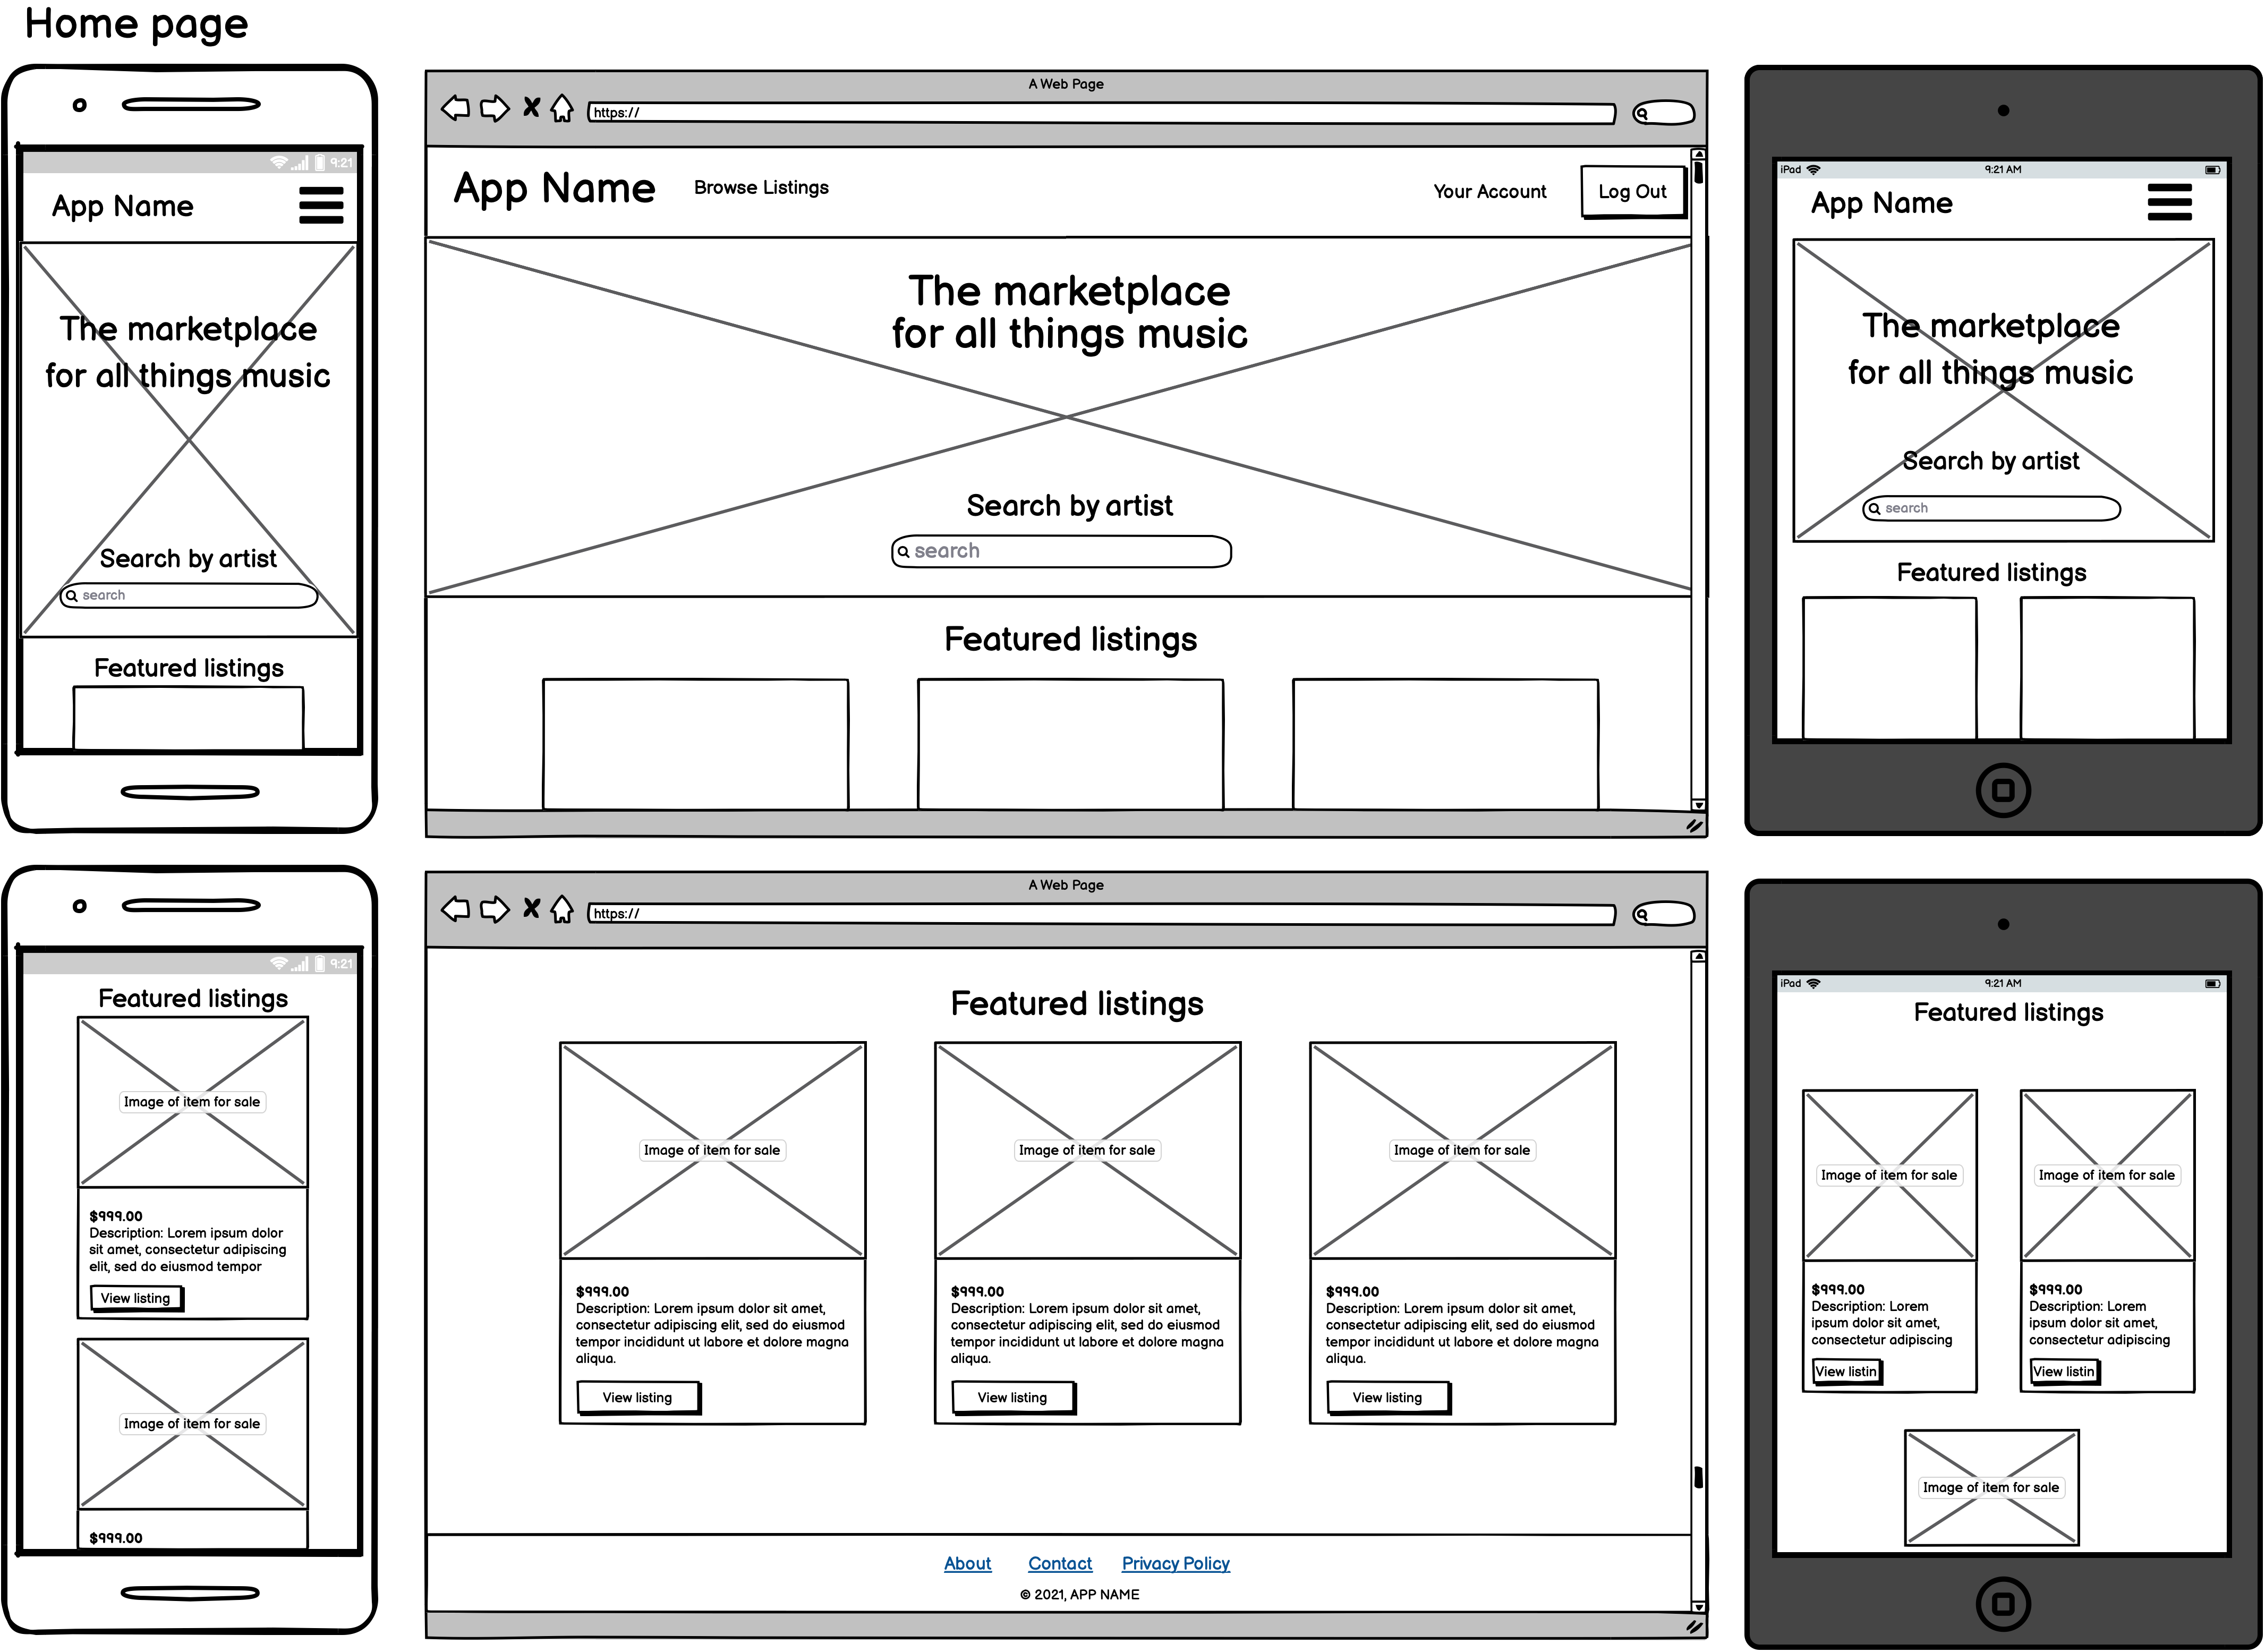 Home page
9:21
App Name
The marketplace
for all things music
Search by artist
search
Featured listings
A Web Page
https://
App Name
Browse Listings
Your Account
Log Out
The marketplace
for all things music
Search by artist
search
Featured listings
iPad
9:21 AM
App Name
The marketplace
for all things music
Search by artist
search
Featured listings
9:21
Featured listings
Image of item for sale
$999.00
Description: Lorem ipsum dolor
sit amet, consectetur adipiscing
elit, sed do eiusmod tempor
View listing
Image of item for sale
$999.00
A Web Page
https://
Featured listings
Image of item for sale
$999.00
Description: Lorem ipsum dolor sit amet,
consectetur adipiscing elit, sed do eiusmod
tempor incididunt ut labore et dolore magna
aliqua.
View listing
Image of item for sale
$999.00
Description: Lorem ipsum dolor sit amet,
consectetur adipiscing elit, sed do eiusmod
tempor incididunt ut labore et dolore magna
aliqua.
View listing
Image of item for sale
$999.00
Description: Lorem ipsum dolor sit amet,
consectetur adipiscing elit, sed do eiusmod
tempor incididunt ut labore et dolore magna
aliqua.
View listing
About
Contact
Privacy Policy
© 2021, APP NAME
iPad
9:21 AM
Featured listings
Image of item for sale
$999.00
Description: Lorem
ipsum dolor sit amet,
consectetur adipiscing
View listin
Image of item for sale
$999.00
Description: Lorem
ipsum dolor sit amet,
consectetur adipiscing
View listin
Image of item for sale